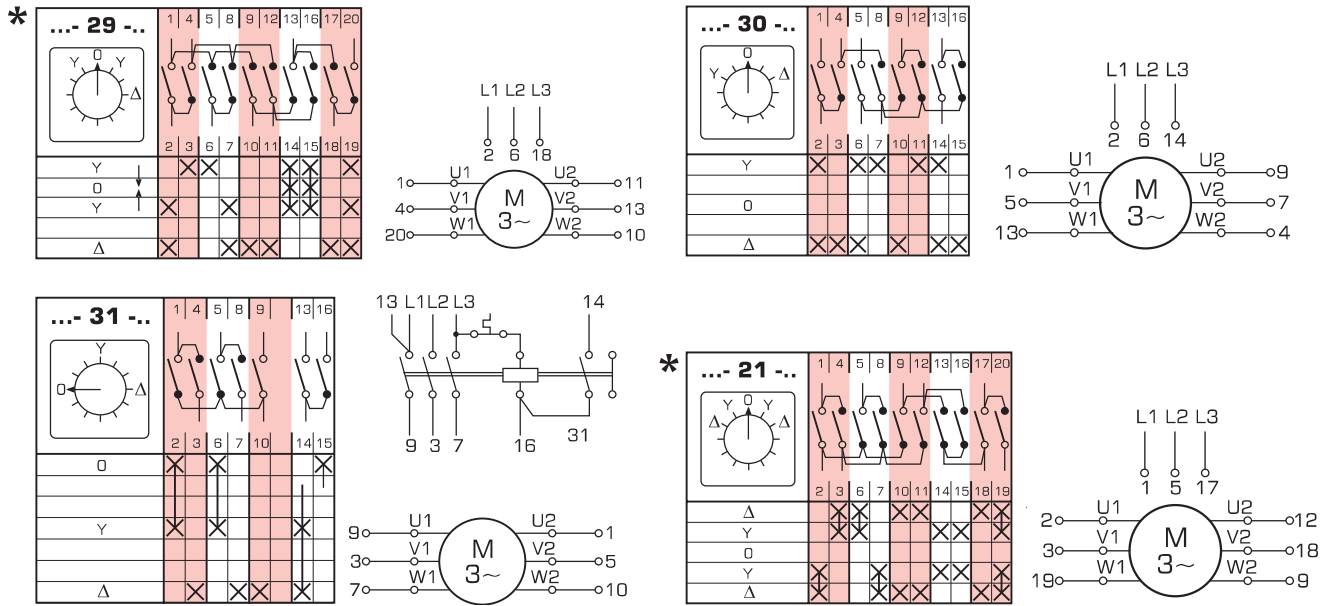 *
...- 29 -..
1 4 5 8 9 12 13 16 17 20
Y 0 Y Δ
2 3 6 7 10 11 14 15 18 19
Y
0
Y
Δ
L1 L2 L3
2 6 18
1 U1 U2 11
4 V1 V2 13
20 W1 W2 10
M
3~
...- 30 -..
1 4 5 8 9 12 13 16
Y 0 Δ
2 3 6 7 10 11 14 15
Y
0
Δ
L1 L2 L3
2 6 14
1 U1 U2 9
5 V1 V2 7
13 W1 W2 4
M
3~
...- 31 -..
1 4 5 8 9 13 16
0 Y Δ
2 3 6 7 10 14 15
0
Y
Δ
13 L1 L2 L3 14
9 3 7 16 31
9 U1 U2 1
3 V1 V2 5
7 W1 W2 10
M
3~
*
...- 21 -..
1 4 5 8 9 12 13 16 17 20
Δ Y 0 Y Δ
2 3 6 7 10 11 14 15 18 19
Δ
Y
0
Y
Δ
L1 L2 L3
1 5 17
2 U1 U2 12
3 V1 V2 18
19 W1 W2 9
M
3~